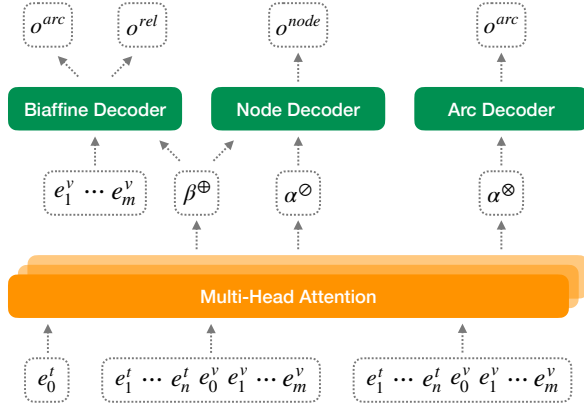 o^arc o^rel o^node o^arc
Biaffine Decoder Node Decoder Arc Decoder
e_1^v ⋯ e_m^v β^⊕ α^⊘ α^⊗
Multi-Head Attention
e_0^t e_1^t ⋯ e_n^t e_0^v e_1^v ⋯ e_m^v e_1^t ⋯ e_n^t e_0^v e_1^v ⋯ e_m^v